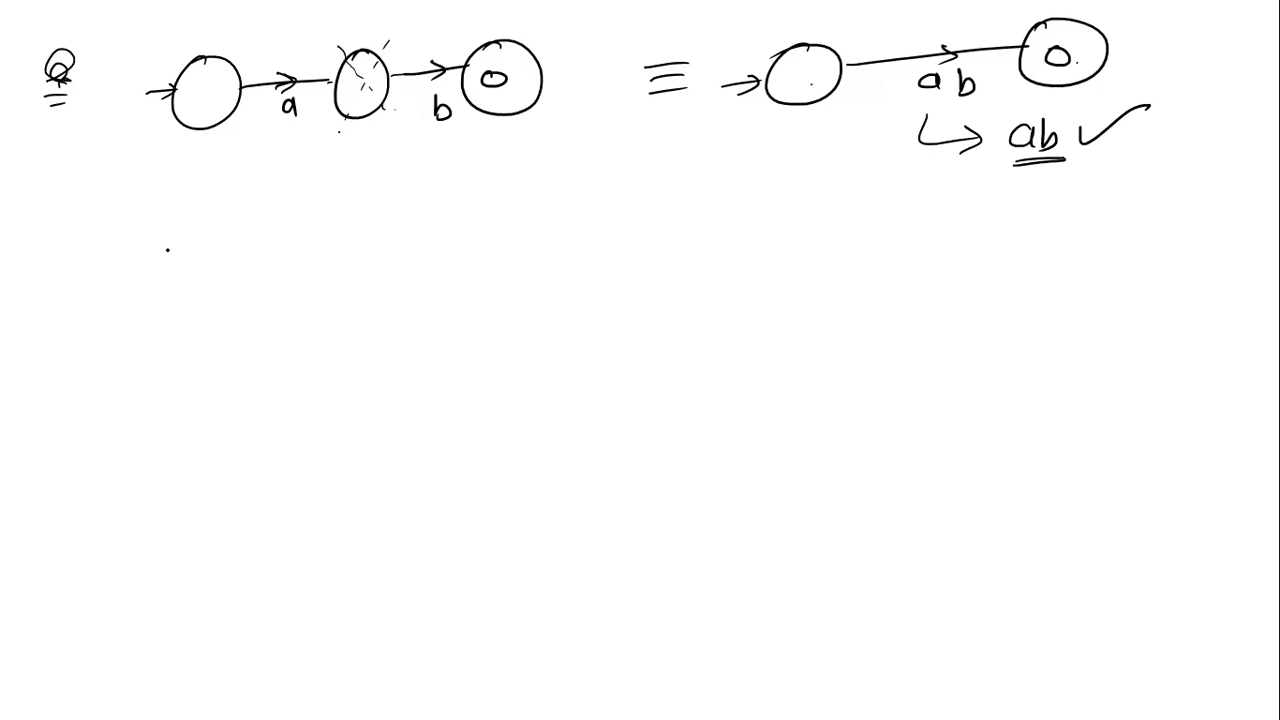 Q
a b ≡ a b
↳ ab ✓